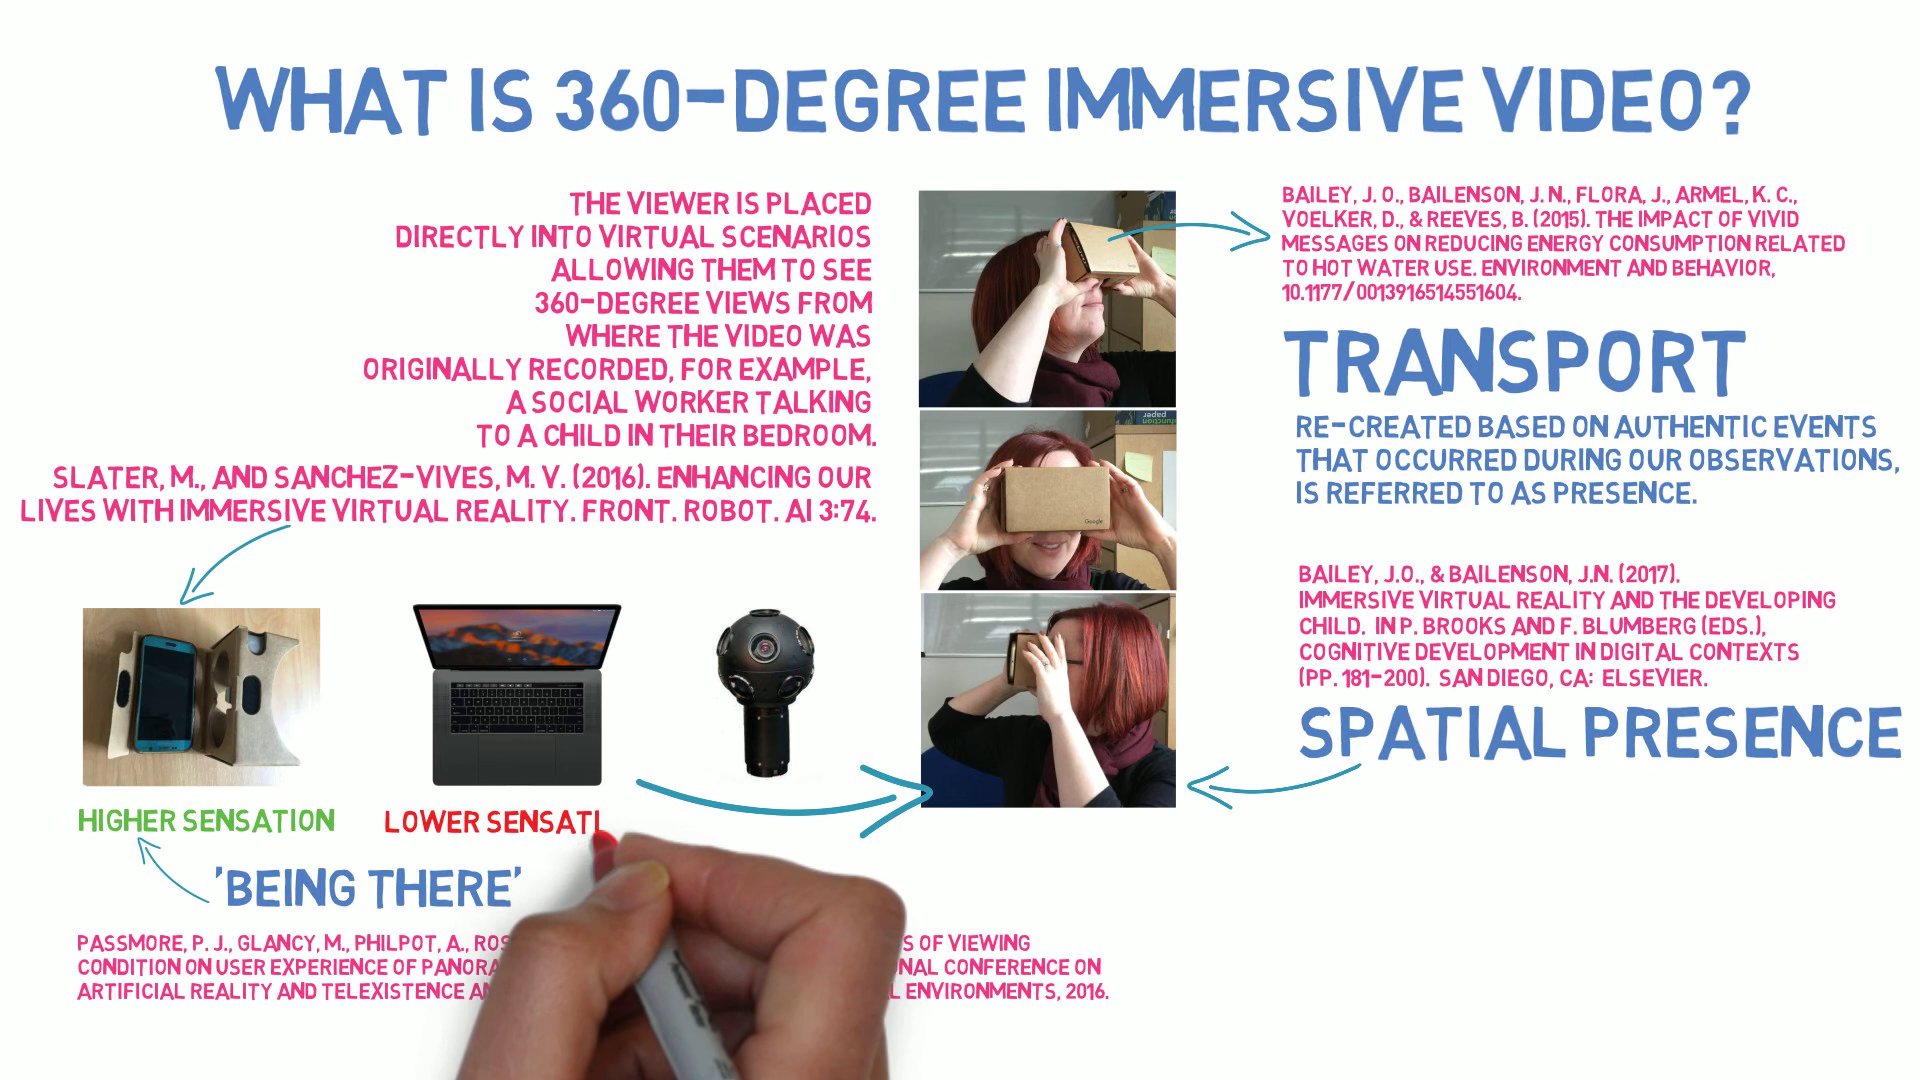 WHAT IS 360-DEGREE IMMERSIVE VIDEO?
THE VIEWER IS PLACED
DIRECTLY INTO VIRTUAL SCENARIOS
ALLOWING THEM TO SEE
360-DEGREE VIEWS FROM
WHERE THE VIDEO WAS
ORIGINALLY RECORDED, FOR EXAMPLE,
A SOCIAL WORKER TALKING
TO A CHILD IN THEIR BEDROOM.
SLATER, M., AND SANCHEZ-VIVES, M. V. (2016). ENHANCING OUR
LIVES WITH IMMERSIVE VIRTUAL REALITY. FRONT. ROBOT. AI 3:74.
HIGHER SENSATION
LOWER SENSATI
'BEING THERE'
PASSMORE, P. J., GLANCY, M., PHILPOT, A., ROS S OF VIEWING
CONDITION ON USER EXPERIENCE OF PANORA NAL CONFERENCE ON
ARTIFICIAL REALITY AND TELEXISTENCE AN L ENVIRONMENTS, 2016.
Google
BAILEY, J. O., BAILENSON, J. N., FLORA, J., ARMEL, K. C.,
VOELKER, D., & REEVES, B. (2015). THE IMPACT OF VIVID
MESSAGES ON REDUCING ENERGY CONSUMPTION RELATED
TO HOT WATER USE. ENVIRONMENT AND BEHAVIOR,
10.1177/0013916514551604.
TRANSPORT
RE-CREATED BASED ON AUTHENTIC EVENTS
THAT OCCURRED DURING OUR OBSERVATIONS,
IS REFERRED TO AS PRESENCE.
BAILEY, J.O., & BAILENSON, J.N. (2017).
IMMERSIVE VIRTUAL REALITY AND THE DEVELOPING
CHILD. IN P. BROOKS AND F. BLUMBERG (EDS.),
COGNITIVE DEVELOPMENT IN DIGITAL CONTEXTS
(PP. 181-200). SAN DIEGO, CA: ELSEVIER.
SPATIAL PRESENCE